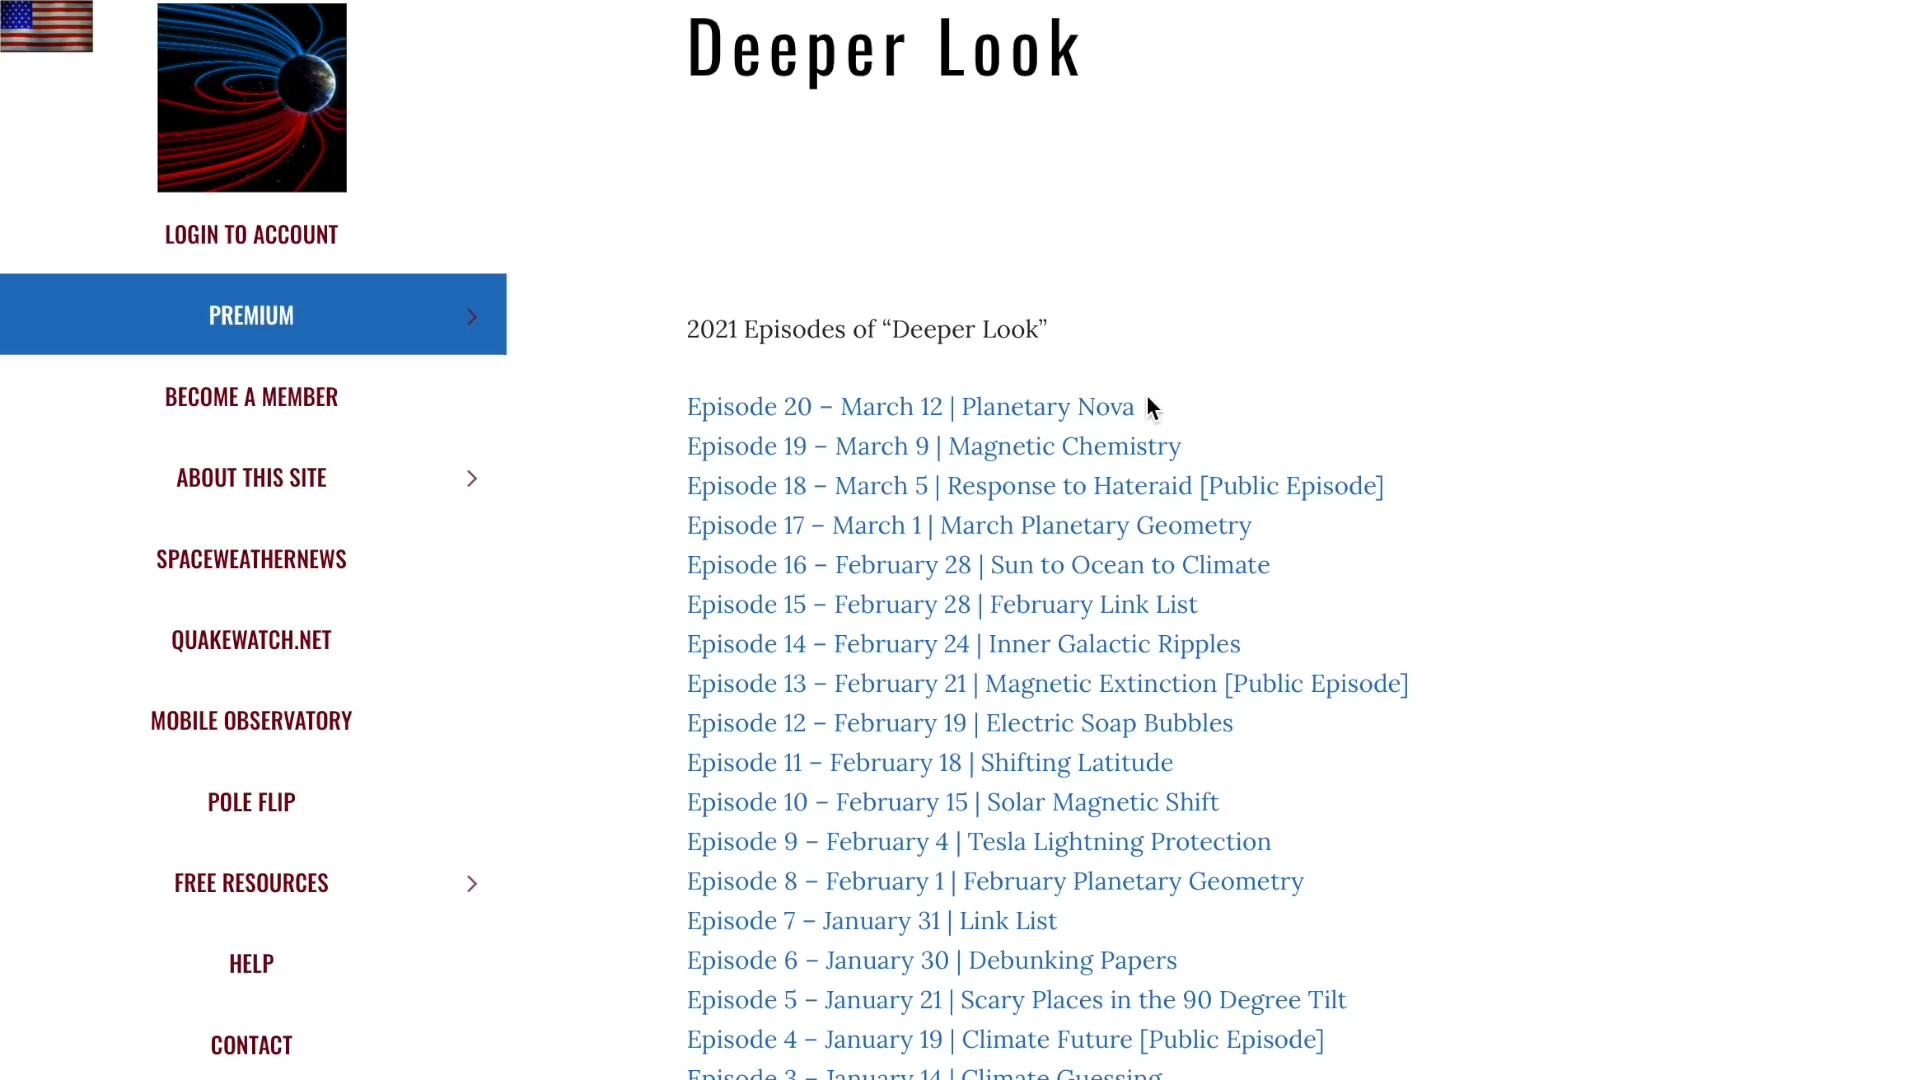 Deeper Look
LOGIN TO ACCOUNT
PREMIUM
BECOME A MEMBER
ABOUT THIS SITE
SPACEWEATHERNEWS
QUAKEWATCH.NET
MOBILE OBSERVATORY
POLE FLIP
FREE RESOURCES
HELP
CONTACT
2021 Episodes of “Deeper Look”
Episode 20 – March 12 | Planetary Nova
Episode 19 – March 9 | Magnetic Chemistry
Episode 18 – March 5 | Response to Hateraid [Public Episode]
Episode 17 – March 1 | March Planetary Geometry
Episode 16 – February 28 | Sun to Ocean to Climate
Episode 15 – February 28 | February Link List
Episode 14 – February 24 | Inner Galactic Ripples
Episode 13 – February 21 | Magnetic Extinction [Public Episode]
Episode 12 – February 19 | Electric Soap Bubbles
Episode 11 – February 18 | Shifting Latitude
Episode 10 – February 15 | Solar Magnetic Shift
Episode 9 – February 4 | Tesla Lightning Protection
Episode 8 – February 1 | February Planetary Geometry
Episode 7 – January 31 | Link List
Episode 6 – January 30 | Debunking Papers
Episode 5 – January 21 | Scary Places in the 90 Degree Tilt
Episode 4 – January 19 | Climate Future [Public Episode]
Episode 3 – January 14 | Climate Guessing